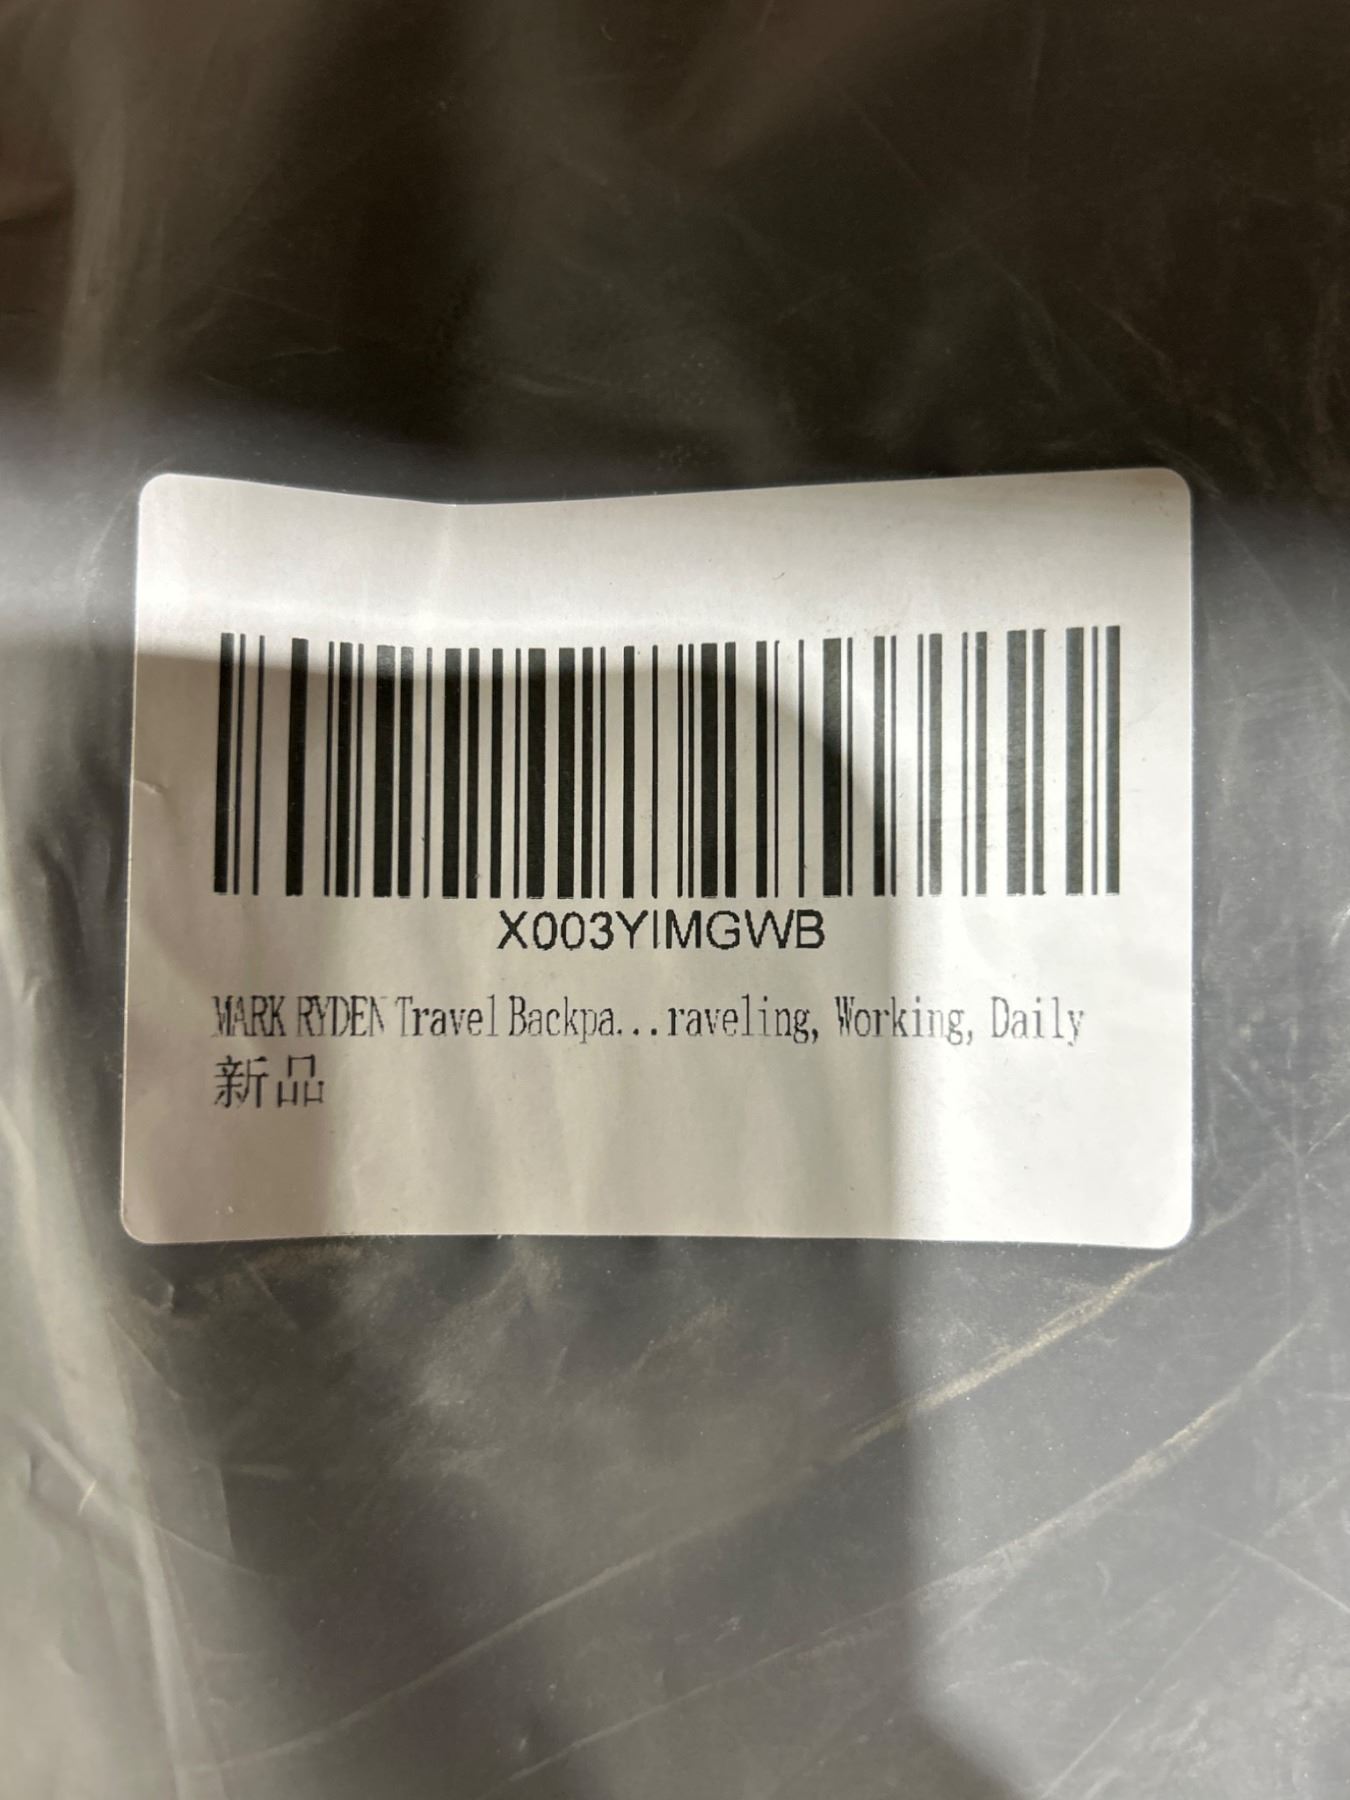 X003YIMGWB
MARK RYDEN Travel Backpa...raveling, Working, Daily
新品